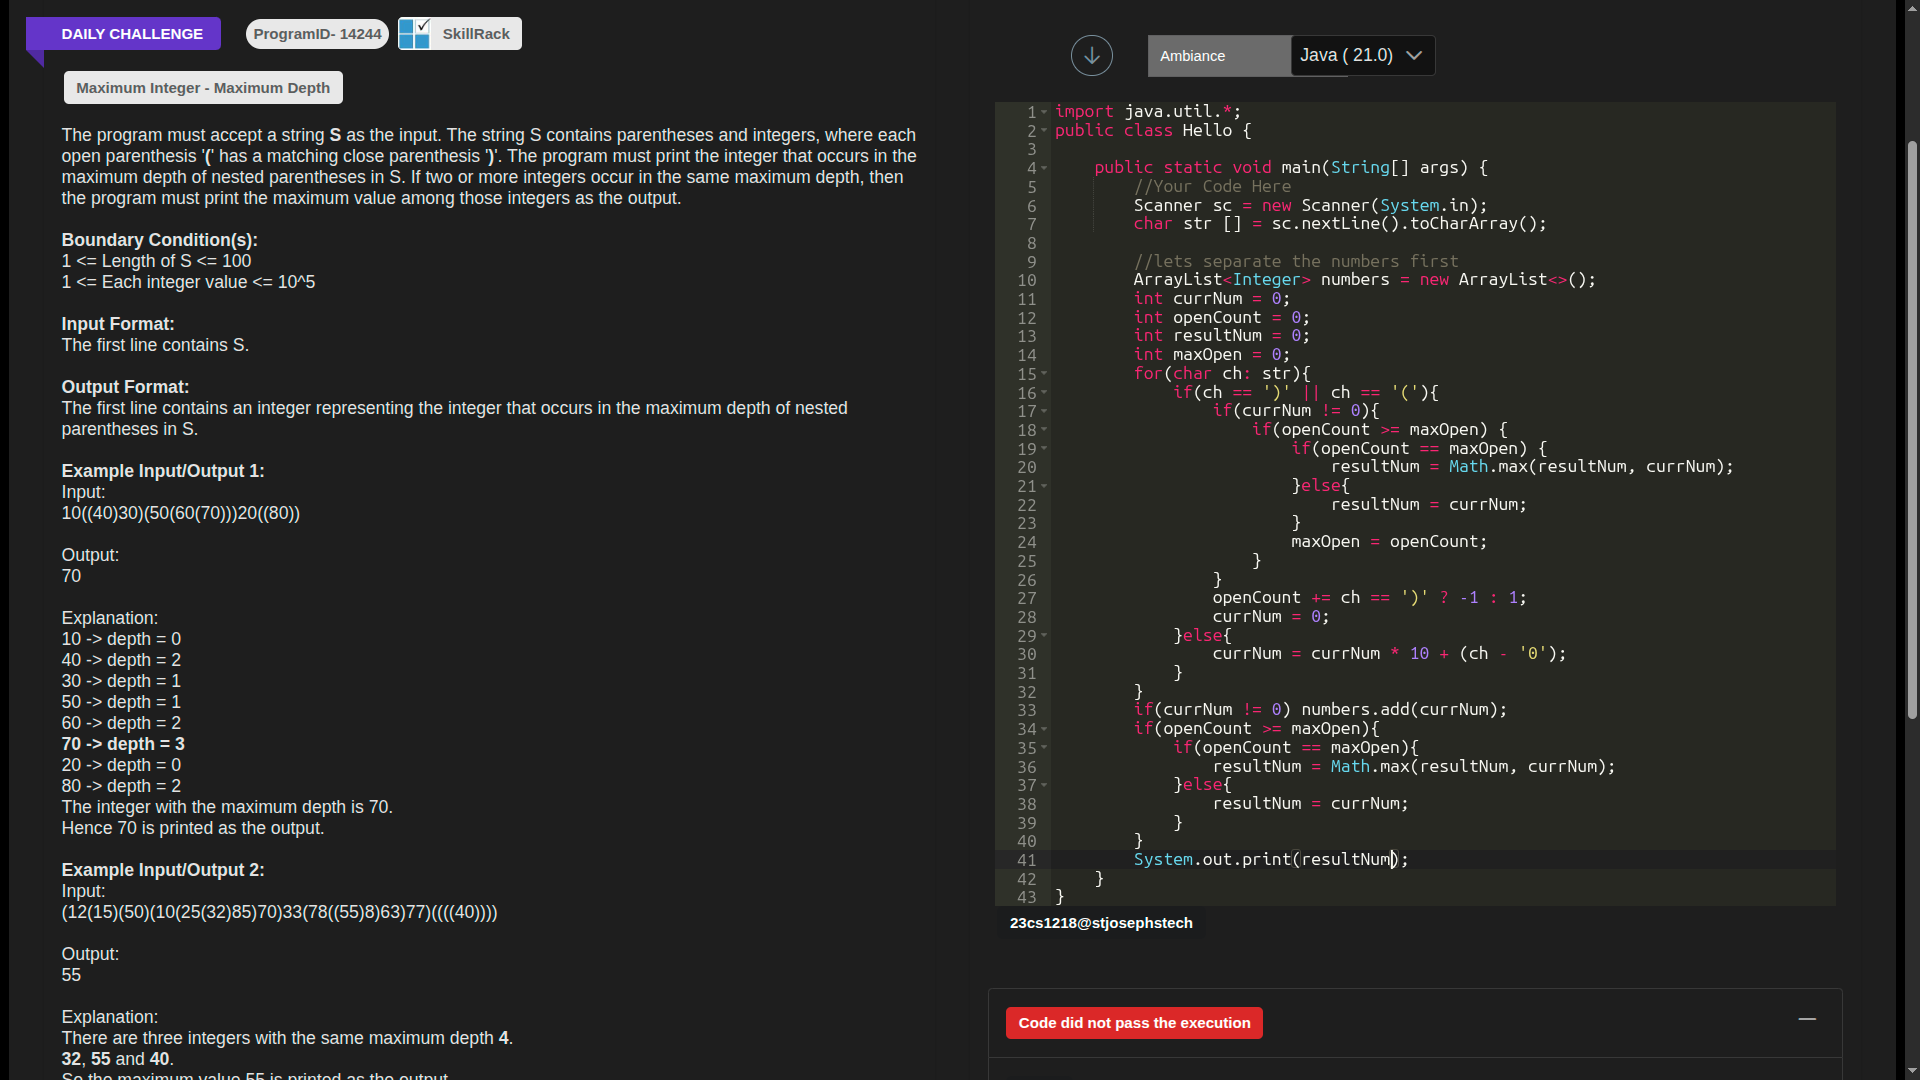 DAILY CHALLENGE
ProgramID- 14244
SkillRack
Maximum Integer - Maximum Depth
The program must accept a string S as the input. The string S contains parentheses and integers, where each
open parenthesis '(' has a matching close parenthesis ')'. The program must print the integer that occurs in the
maximum depth of nested parentheses in S. If two or more integers occur in the same maximum depth, then
the program must print the maximum value among those integers as the output.
Boundary Condition(s):
1 <= Length of S <= 100
1 <= Each integer value <= 10^5
Input Format:
The first line contains S.
Output Format:
The first line contains an integer representing the integer that occurs in the maximum depth of nested
parentheses in S.
Example Input/Output 1:
Input:
10((40)30)(50(60(70)))20((80))
Output:
70
Explanation:
10 -> depth = 0
40 -> depth = 2
30 -> depth = 1
50 -> depth = 1
60 -> depth = 2
70 -> depth = 3
20 -> depth = 0
80 -> depth = 2
The integer with the maximum depth is 70.
Hence 70 is printed as the output.
Example Input/Output 2:
Input:
(12(15)(50)(10(25(32)85)70)33(78((55)8)63)77)((((40))))
Output:
55
Explanation:
There are three integers with the same maximum depth 4.
32, 55 and 40.
So the maximum value 55 is printed as the output.
Ambiance
Java ( 21.0)
1 import java.util.*;
2 public class Hello {
3
4     public static void main(String[] args) {
5         //Your Code Here
6         Scanner sc = new Scanner(System.in);
7         char str [] = sc.nextLine().toCharArray();
8
9         //lets separate the numbers first
10         ArrayList<Integer> numbers = new ArrayList<>();
11         int currNum = 0;
12         int openCount = 0;
13         int resultNum = 0;
14         int maxOpen = 0;
15         for(char ch: str){
16             if(ch == ')' || ch == '('){
17                 if(currNum != 0){
18                     if(openCount >= maxOpen) {
19                         if(openCount == maxOpen) {
20                             resultNum = Math.max(resultNum, currNum);
21                         }else{
22                             resultNum = currNum;
23                         }
24                         maxOpen = openCount;
25                     }
26                 }
27                 openCount += ch == ')' ? -1 : 1;
28                 currNum = 0;
29             }else{
30                 currNum = currNum * 10 + (ch - '0');
31             }
32         }
33         if(currNum != 0) numbers.add(currNum);
34         if(openCount >= maxOpen){
35             if(openCount == maxOpen){
36                 resultNum = Math.max(resultNum, currNum);
37             }else{
38                 resultNum = currNum;
39             }
40         }
41         System.out.print(resultNum);
42     }
43 }
23cs1218@stjosephstech
Code did not pass the execution